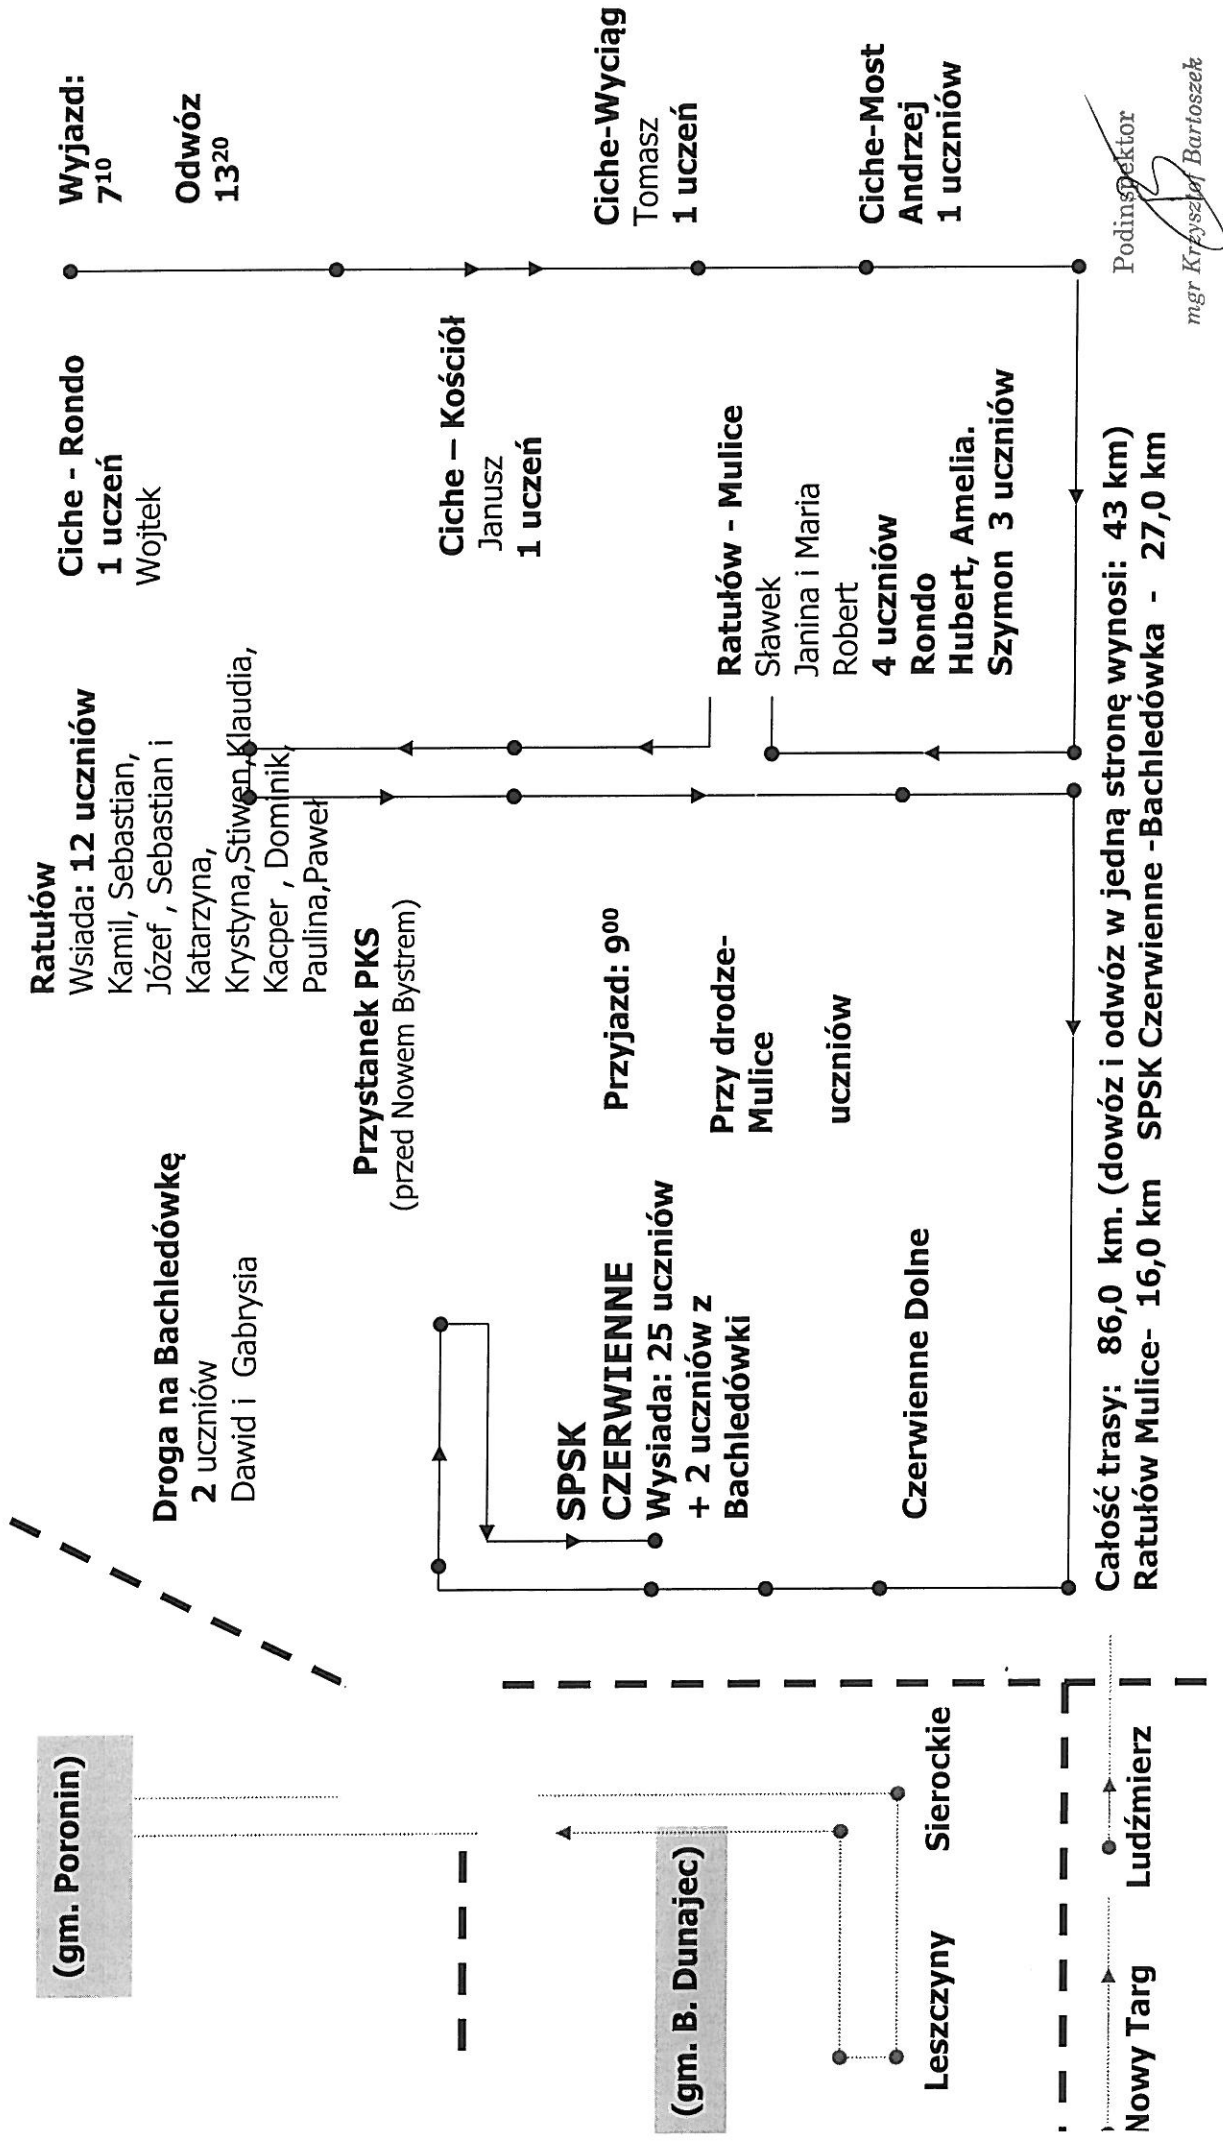 (gm. Poronin)
(gm. B. Dunajec)
Leszczyny
Sierockie
Nowy Targ
Ludźmierz
Droga na Bachledówkę
2 uczniów
Dawid i Gabrysia
Przystanek PKS
(przed Nowem Bystrem)
SPSK
CZERWIENNE
Wysiada: 25 uczniów
+ 2 uczniów z
Bachledówki
Przyjazd: 9⁰⁰
Przy drodze-
Mulice
uczniów
Czerwienne Dolne
Ratułów
Wsiada: 12 uczniów
Kamil, Sebastian,
Józef , Sebastian i
Katarzyna,
Krystyna,Stiwen,Klaudia,
Kacper , Dominik,
Paulina,Paweł
Ciche - Rondo
1 uczeń
Wojtek
Ciche – Kościół
Janusz
1 uczeń
Ratułów - Mulice
Sławek
Janina i Maria
Robert
4 uczniów
Rondo
Hubert, Amelia.
Szymon 3 uczniów
Wyjazd:
7¹⁰
Odwóz
13²⁰
Ciche-Wyciąg
Tomasz
1 uczeń
Ciche-Most
Andrzej
1 uczniów
Całość trasy: 86,0 km. (dowóz i odwóz w jedną stronę wynosi: 43 km)
Ratułów Mulice- 16,0 km SPSK Czerwienne -Bachledówka - 27,0 km
Podinspektor
mgr Krzysztof Bartoszek